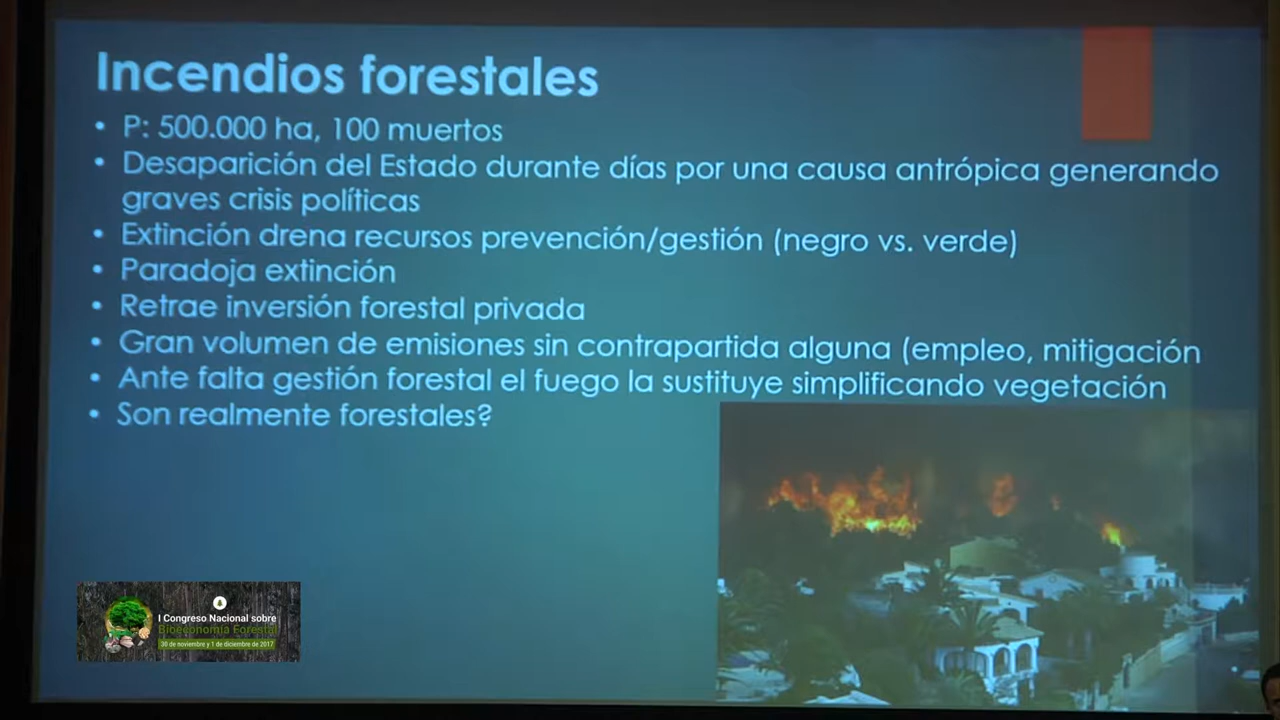 Incendios forestales
• P: 500.000 ha, 100 muertos
• Desaparición del Estado durante días por una causa antrópica generando
graves crisis políticas
• Extinción drena recursos prevención/gestión (negro vs. verde)
• Paradoja extinción
• Retrae inversión forestal privada
• Gran volumen de emisiones sin contrapartida alguna (empleo, mitigación
• Ante falta gestión forestal el fuego la sustituye simplificando vegetación
• Son realmente forestales?
I Congreso Nacional sobre
Bioeconomía Forestal
30 de noviembre y 1 de diciembre de 2017